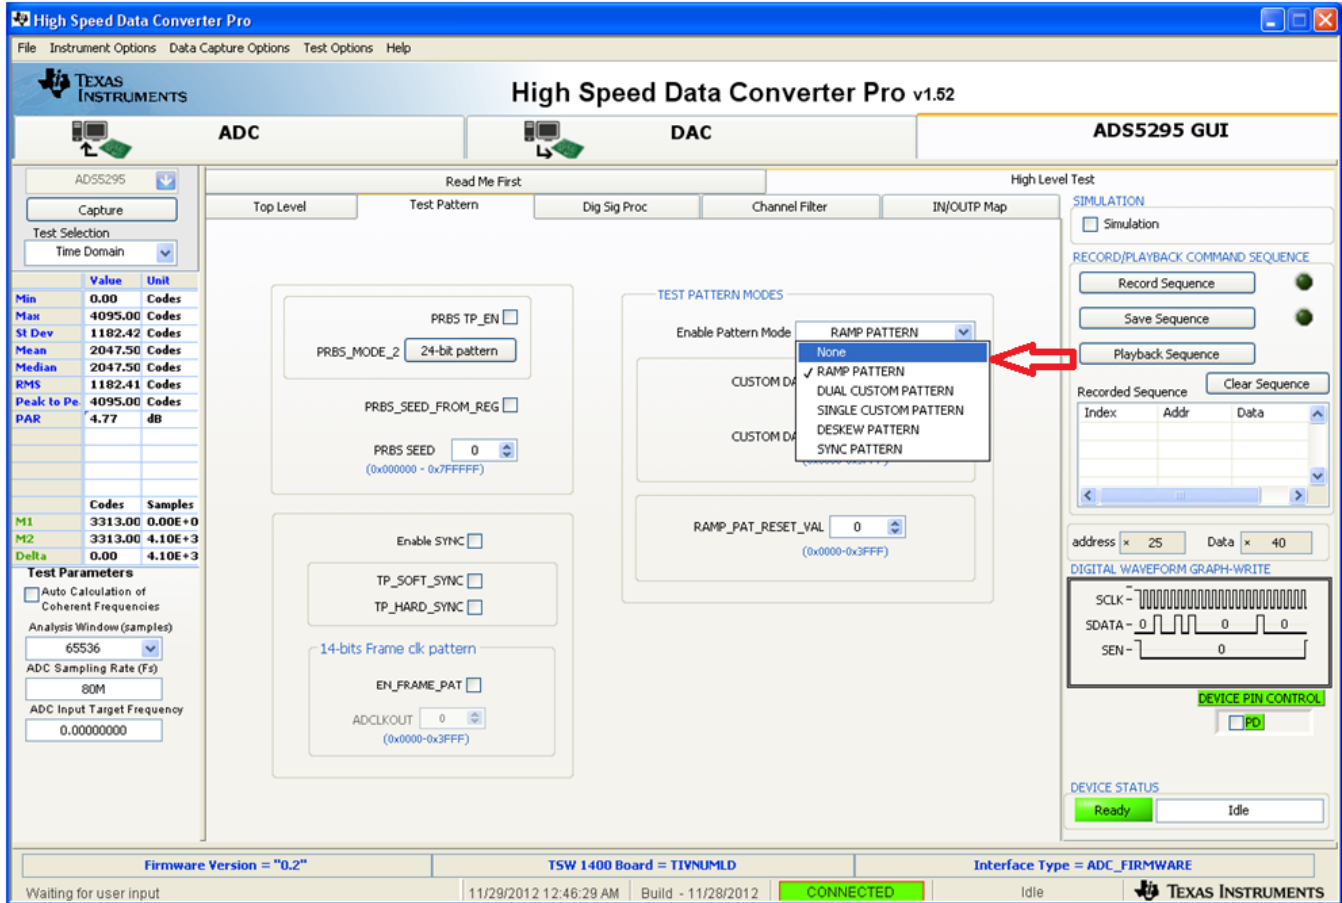 High Speed Data Converter Pro
File Instrument Options Data Capture Options Test Options Help
TEXAS
INSTRUMENTS
High Speed Data Converter Pro v1.52
ADC
DAC
ADS5295 GUI
ADS5295
Capture
Test Selection
Time Domain
Value Unit
Min 0.00 Codes
Max 4095.00 Codes
St Dev 1182.42 Codes
Mean 2047.50 Codes
Median 2047.50 Codes
RMS 1182.41 Codes
Peak to Pe 4095.00 Codes
PAR 4.77 dB
Codes Samples
M1 3313.00 0.00E+0
M2 3313.00 4.10E+3
Delta 0.00 4.10E+3
Test Parameters
Auto Calculation of
Coherent Frequencies
Analysis Window (samples)
65536
ADC Sampling Rate (Fs)
80M
ADC Input Target Frequency
0.00000000
Read Me First
High Level Test
Top Level
Test Pattern
Dig Sig Proc
Channel Filter
IN/OUTP Map
PRBS TP_EN
PRBS_MODE_2 24-bit pattern
PRBS_SEED_FROM_REG
PRBS SEED 0
(0x000000 - 0x7FFFFF)
Enable SYNC
TP_SOFT_SYNC
TP_HARD_SYNC
14-bits Frame clk pattern
EN_FRAME_PAT
ADCLKOUT 0
(0x0000-0x3FFF)
TEST PATTERN MODES
Enable Pattern Mode RAMP PATTERN
None
✓ RAMP PATTERN
DUAL CUSTOM PATTERN
SINGLE CUSTOM PATTERN
DESKEW PATTERN
SYNC PATTERN
CUSTOM DA
CUSTOM DA
RAMP_PAT_RESET_VAL 0
(0x0000-0x3FFF)
SIMULATION
Simulation
RECORD/PLAYBACK COMMAND SEQUENCE
Record Sequence
Save Sequence
Playback Sequence
Recorded Sequence Clear Sequence
Index Addr Data
address × 25 Data × 40
DIGITAL WAVEFORM GRAPH-WRITE
SCLK -
SDATA - 0 0 0
SEN - 0
DEVICE PIN CONTROL
PD
DEVICE STATUS
Ready Idle
Firmware Version = "0.2"
TSW 1400 Board = TIVNUMLD
Interface Type = ADC_FIRMWARE
Waiting for user input
11/29/2012 12:46:29 AM
Build - 11/28/2012
CONNECTED
Idle
TEXAS INSTRUMENTS